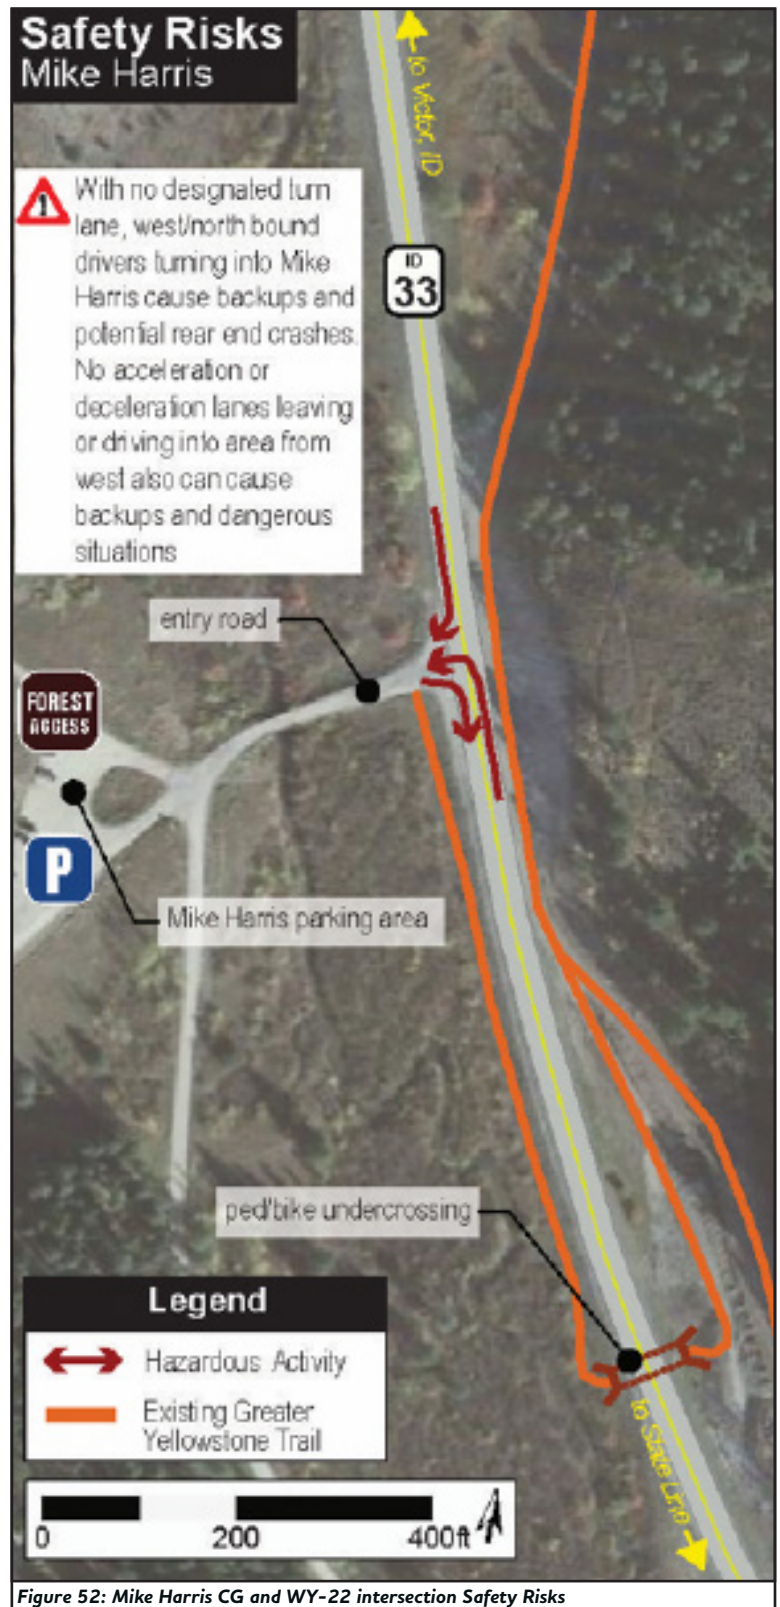 Safety Risks
Mike Harris
to Victor, ID
With no designated turn
lane, west/north bound
drivers turning into Mike
Harris cause backups and
potential rear end crashes.
No acceleration or
deceleration lanes leaving
or driving into area from
west also can cause
backups and dangerous
situations
ID
33
entry road
FOREST
ACCESS
P
Mike Harris parking area
ped/bike undercrossing
Legend
Hazardous Activity
Existing Greater
Yellowstone Trail
0 200 400ft
to State Line
Figure 52: Mike Harris CG and WY-22 intersection Safety Risks